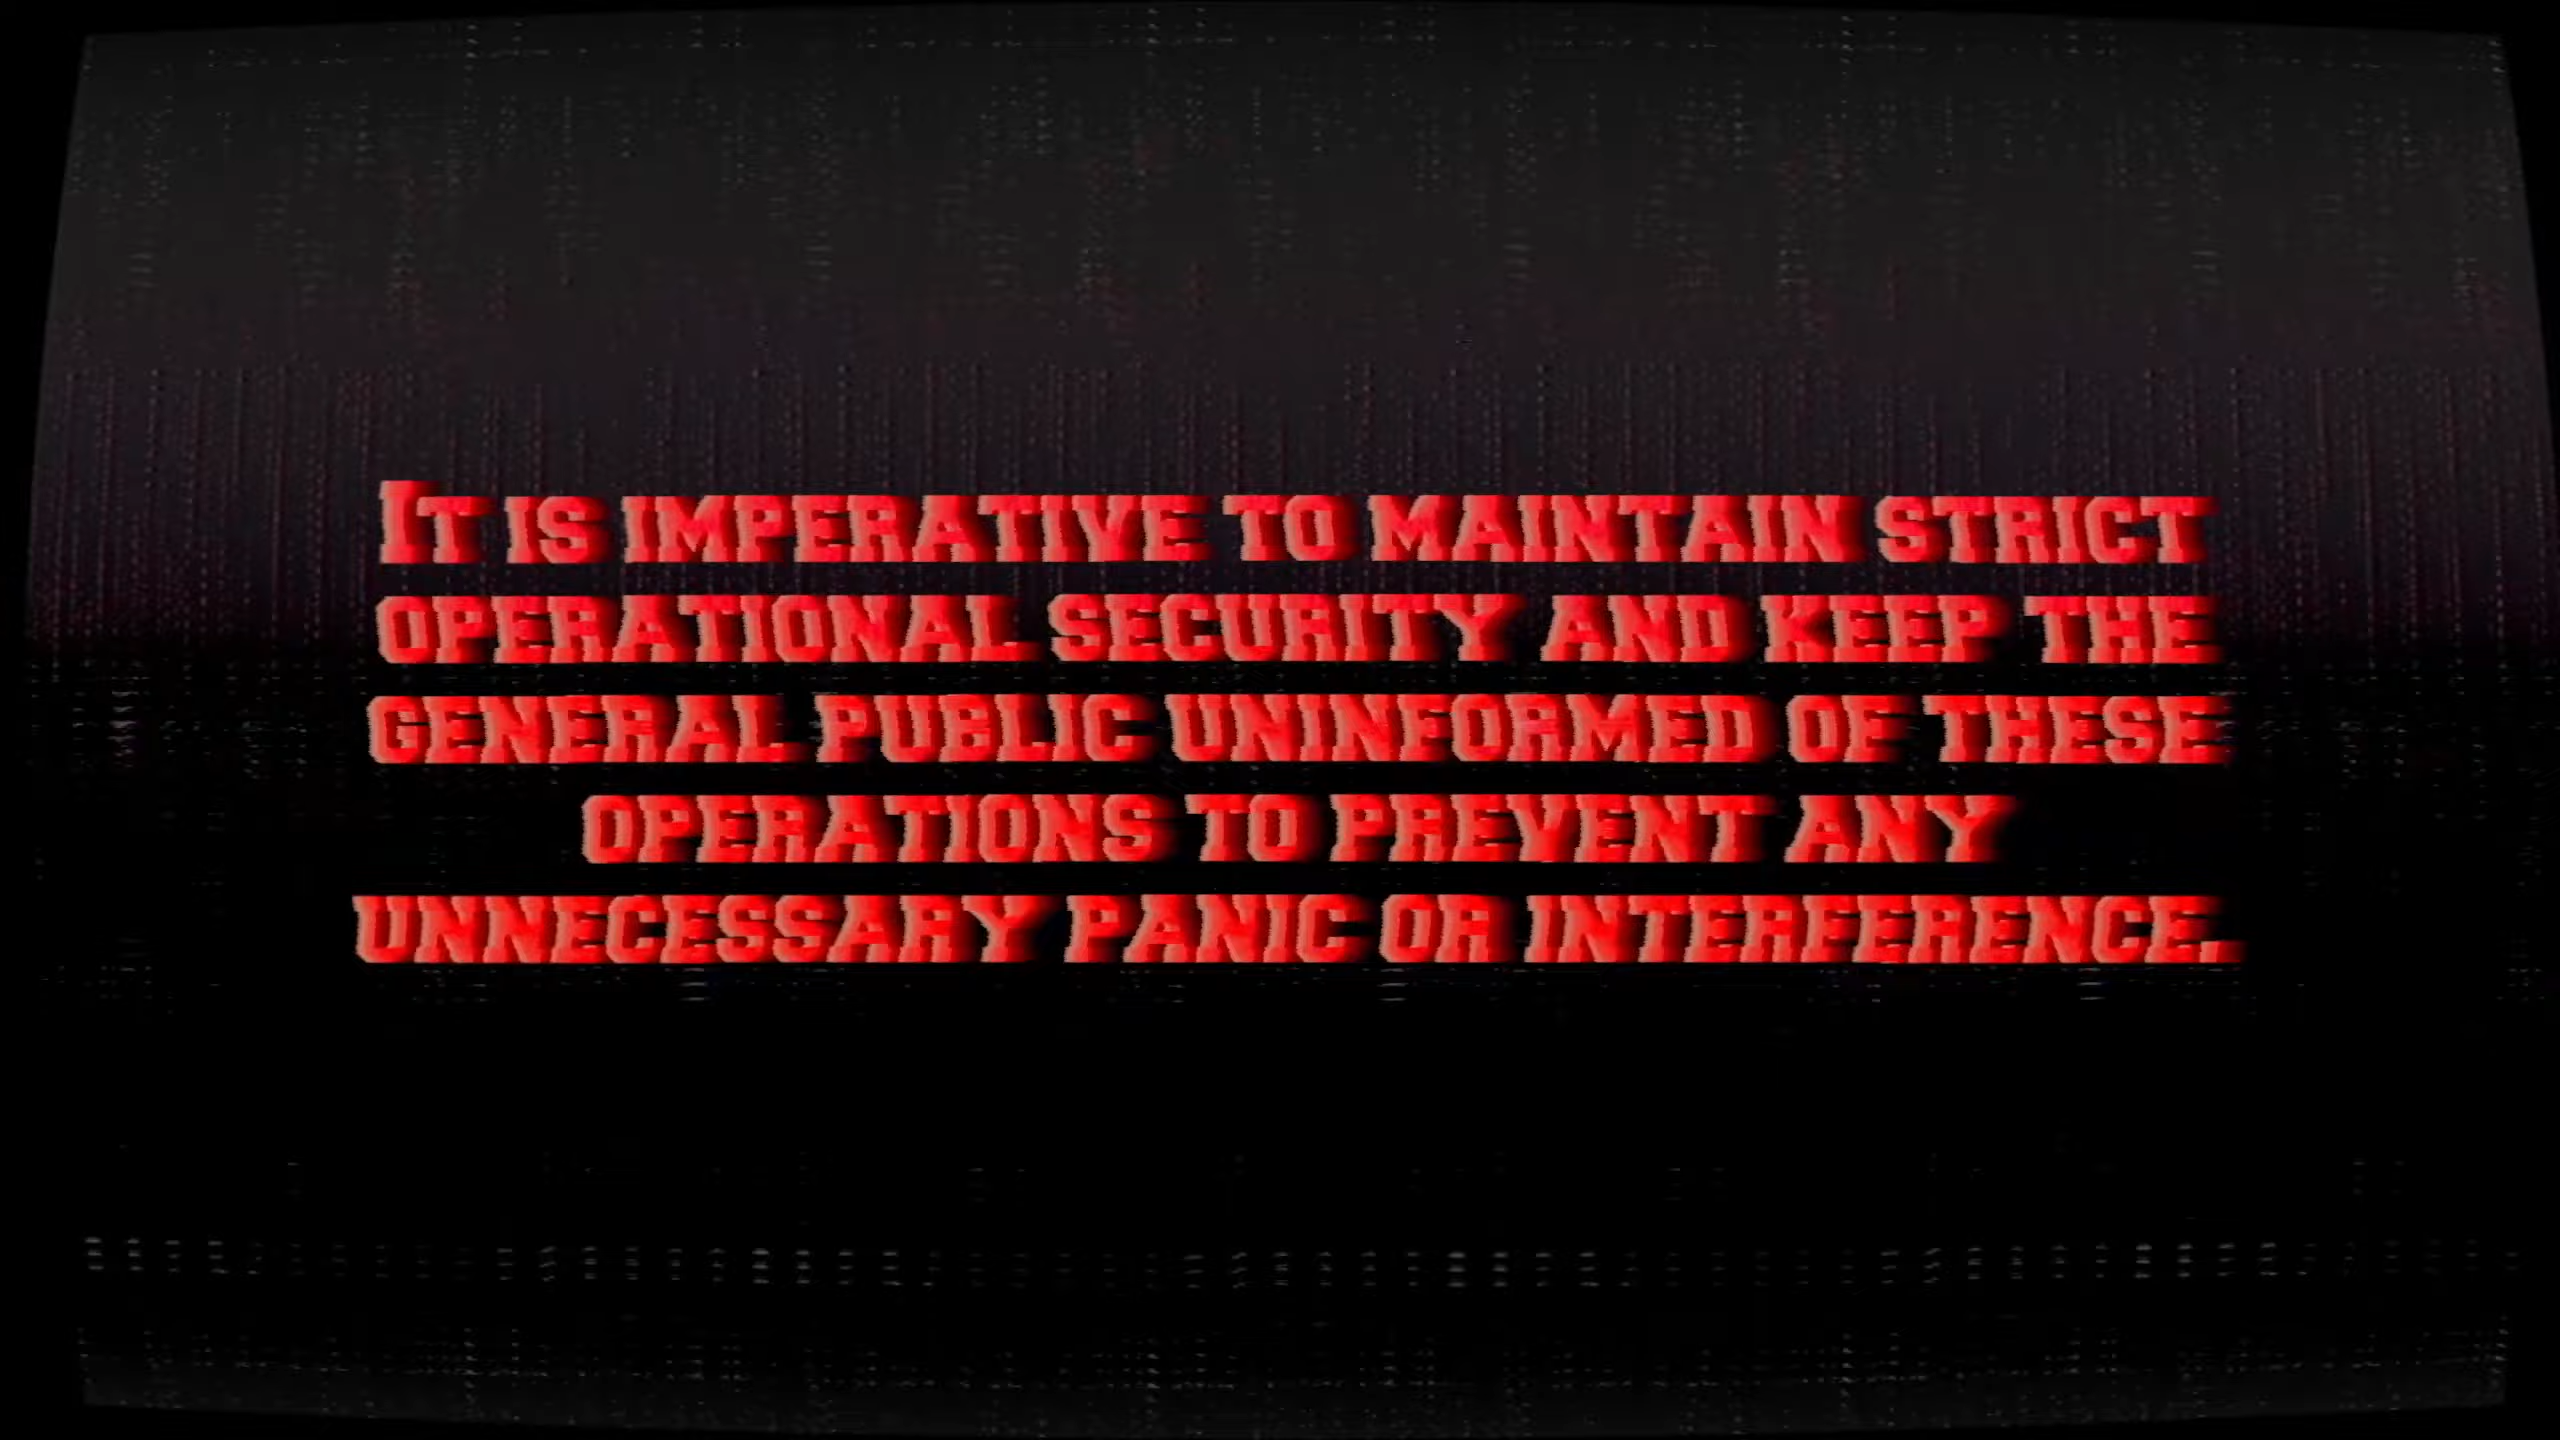 It is imperative to maintain strict
operational security and keep the
general public uninformed of these
operations to prevent any
unnecessary panic or interference.